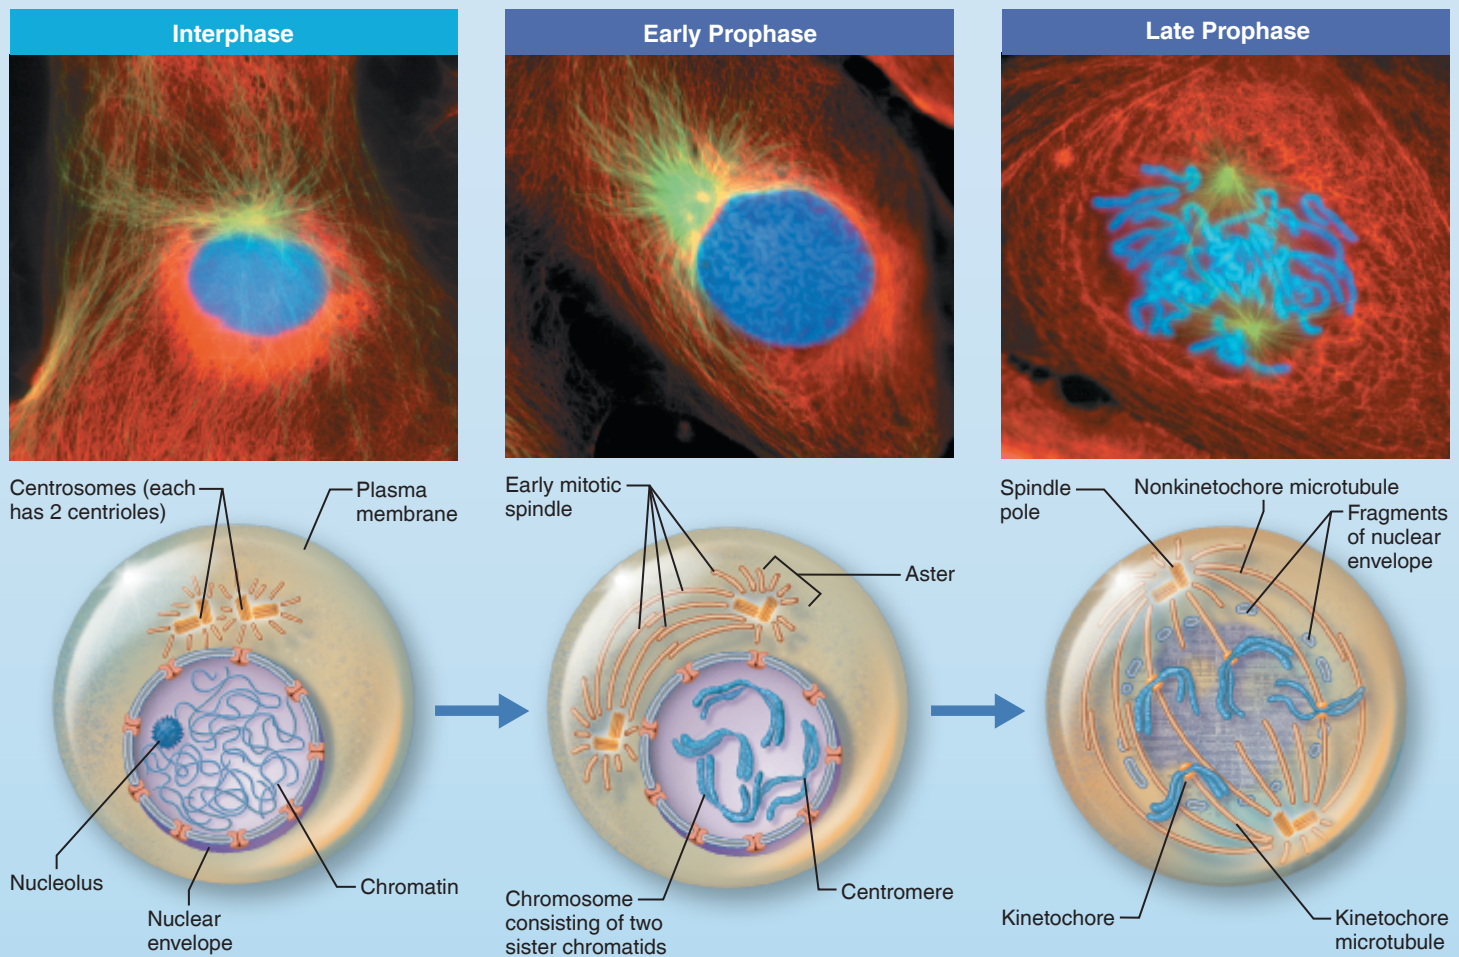 Interphase
Early Prophase
Late Prophase
Centrosomes (each
has 2 centrioles)
Plasma
membrane
Nucleolus
Nuclear
envelope
Chromatin
Early mitotic
spindle
Aster
Chromosome
consisting of two
sister chromatids
Centromere
Spindle
pole
Nonkinetochore microtubule
Fragments
of nuclear
envelope
Kinetochore
Kinetochore
microtubule